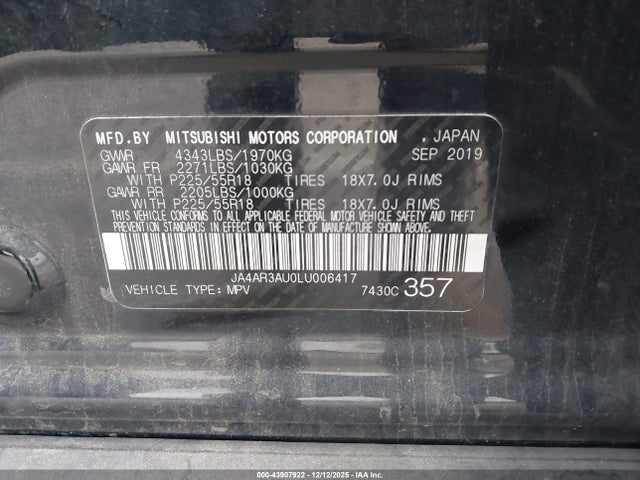 MFD.BY MITSUBISHI MOTORS CORPORATION . JAPAN
GVWR 4343LBS/1970KG SEP 2019
GAWR FR 2271LBS/1030KG
WITH P225/55R18 TIRES 18X7.0J RIMS
GAWR RR 2205LBS/1000KG
WITH P225/55R18 TIRES 18X7.0J RIMS
THIS VEHICLE CONFORMS TO ALL APPLICABLE FEDERAL MOTOR VEHICLE SAFETY AND THEFT
PREVENTION STANDARDS IN EFFECT ON THE DATE OF MANUFACTURE SHOWN ABOVE.
JA4AR3AU0LU006417
VEHICLE TYPE: MPV 7430C 357
000-43907922 - 12/12/2025 - www.iaai.com